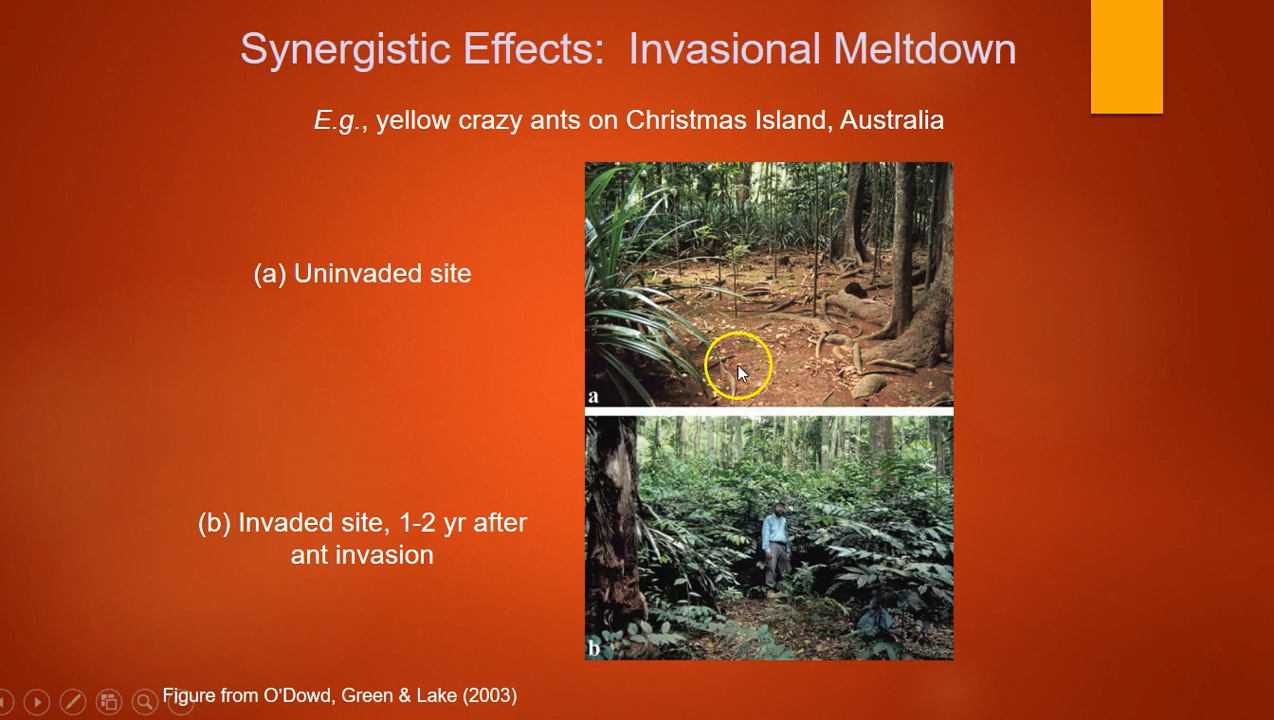 Synergistic Effects:  Invasional Meltdown
E.g., yellow crazy ants on Christmas Island, Australia
(a) Uninvaded site
a
(b) Invaded site, 1-2 yr after
ant invasion
b
Figure from O'Dowd, Green & Lake (2003)